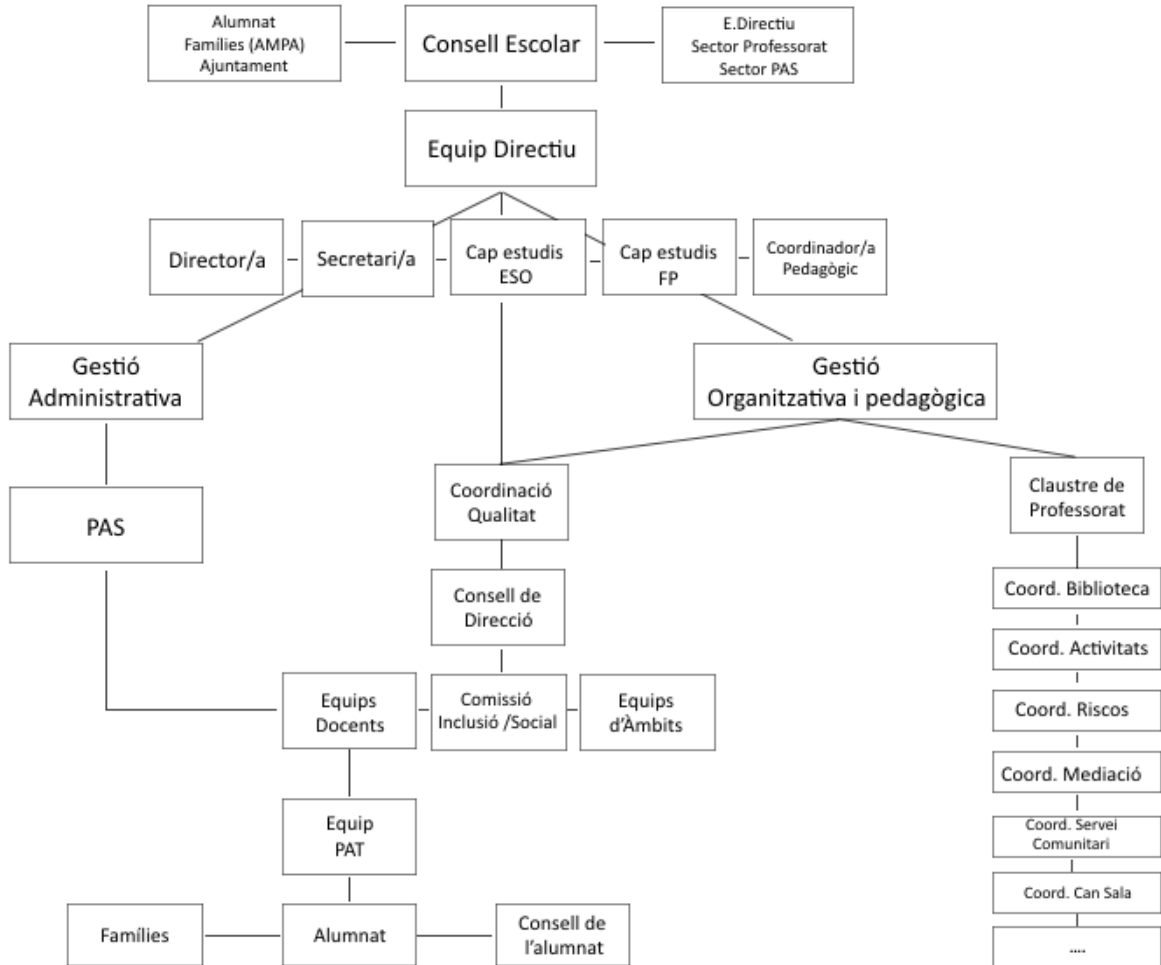 Alumnat
Famílies (AMPA)
Ajuntament
Consell Escolar
E.Directiu
Sector Professorat
Sector PAS
Equip Directiu
Director/a
Secretari/a
Cap estudis
ESO
Cap estudis
FP
Coordinador/a
Pedagògic
Gestió
Administrativa
Gestió
Organitzativa i pedagògica
PAS
Coordinació
Qualitat
Claustre de
Professorat
Consell de
Direcció
Coord. Biblioteca
Coord. Activitats
Equips
Docents
Comissió
Inclusió /Social
Equips
d'Àmbits
Coord. Riscos
Coord. Mediació
Equip
PAT
Coord. Servei
Comunitari
Coord. Can Sala
Famílies
Alumnat
Consell de
l'alumnat
....